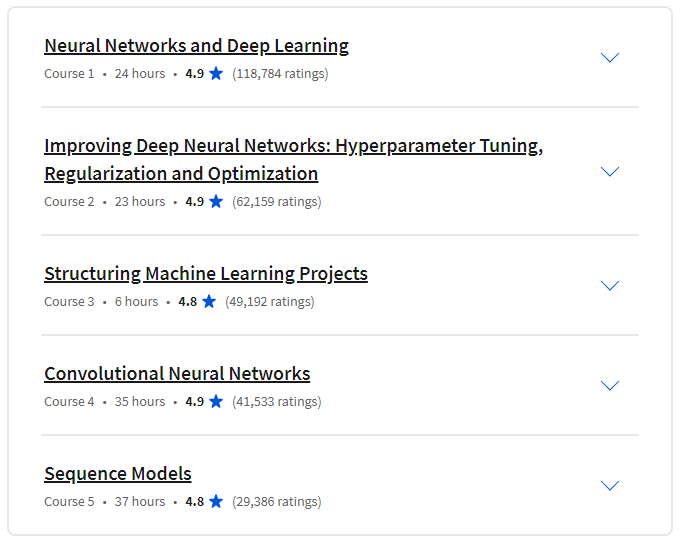 Neural Networks and Deep Learning
Course 1 • 24 hours • 4.9 ★ (118,784 ratings)
Improving Deep Neural Networks: Hyperparameter Tuning,
Regularization and Optimization
Course 2 • 23 hours • 4.9 ★ (62,159 ratings)
Structuring Machine Learning Projects
Course 3 • 6 hours • 4.8 ★ (49,192 ratings)
Convolutional Neural Networks
Course 4 • 35 hours • 4.9 ★ (41,533 ratings)
Sequence Models
Course 5 • 37 hours • 4.8 ★ (29,386 ratings)